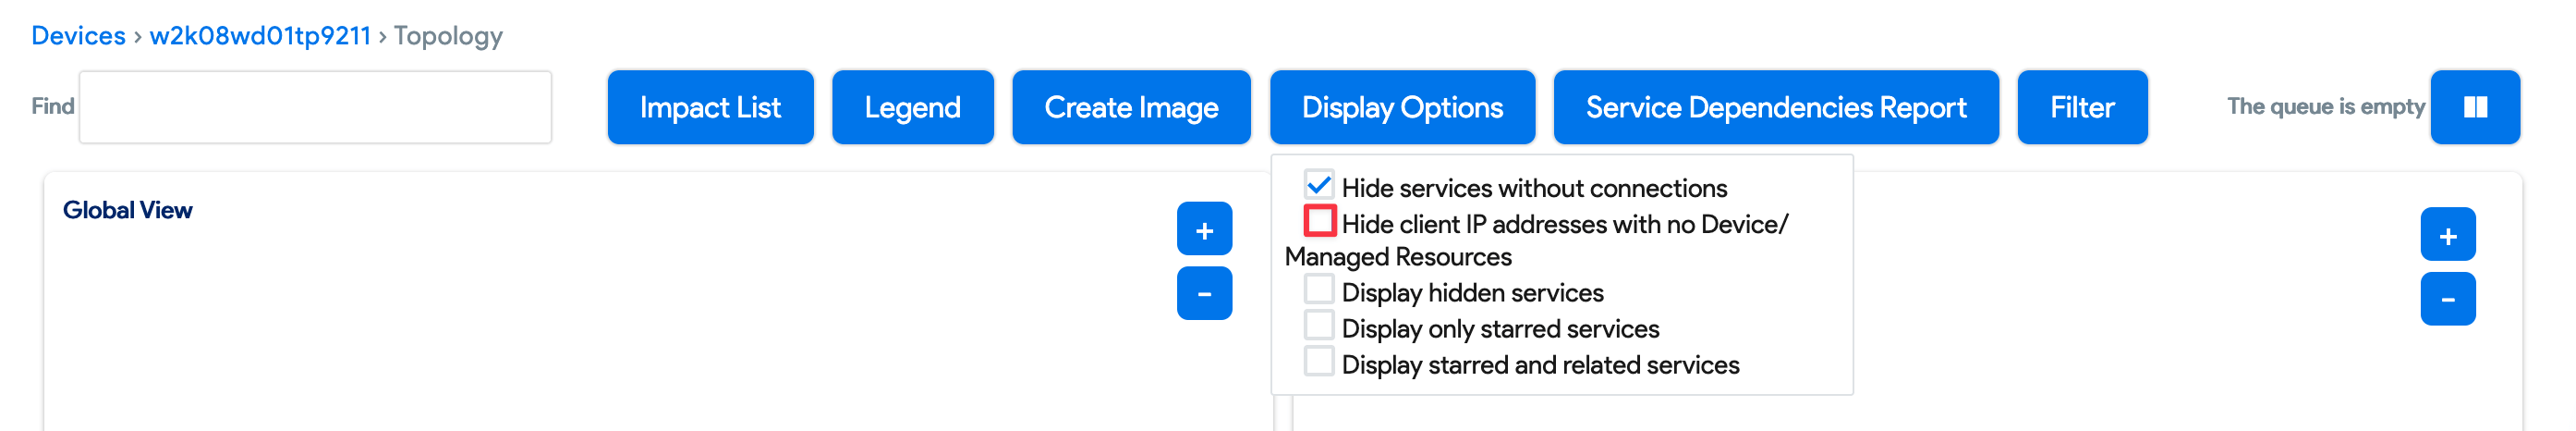 Devices › w2k08wd01tp9211 › Topology
Find
Impact List
Legend
Create Image
Display Options
Service Dependencies Report
Filter
The queue is empty
Global View
+
-
Hide services without connections
Hide client IP addresses with no Device/
Managed Resources
Display hidden services
Display only starred services
Display starred and related services
+
-